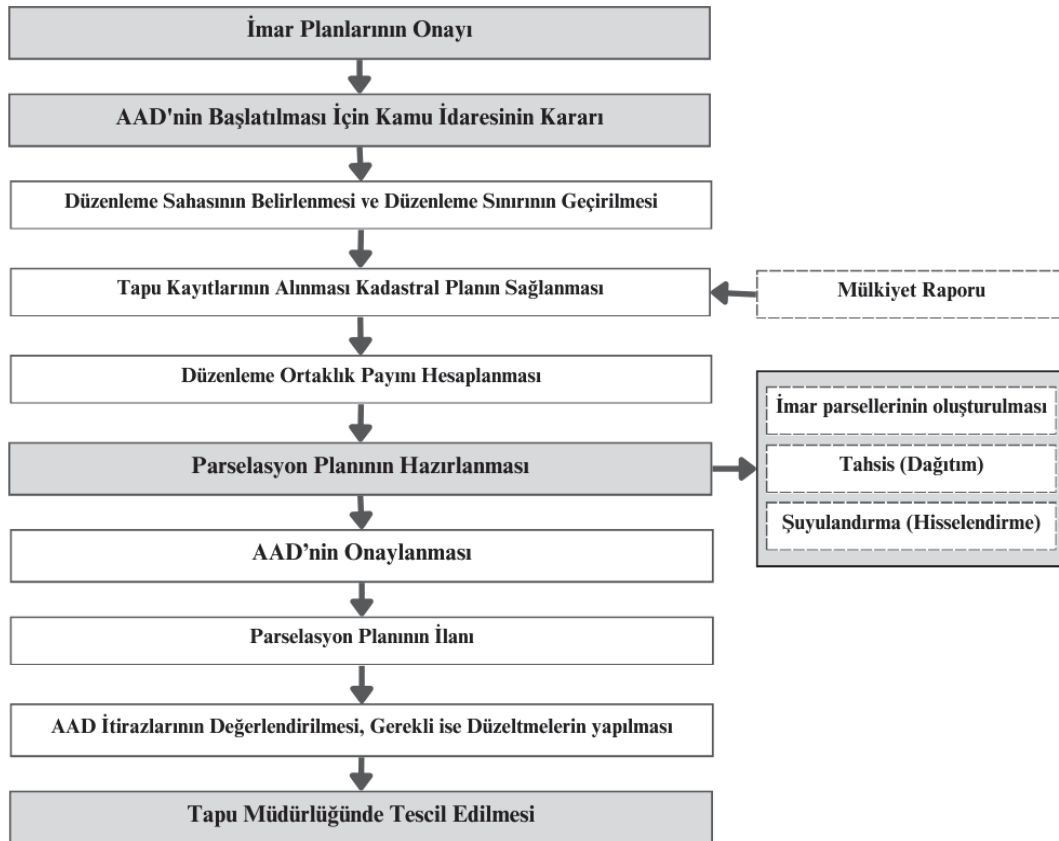 İmar Planlarının Onayı
AAD'nin Başlatılması İçin Kamu İdaresinin Kararı
Düzenleme Sahasının Belirlenmesi ve Düzenleme Sınırının Geçirilmesi
Tapu Kayıtlarının Alınması Kadastral Planın Sağlanması
Mülkiyet Raporu
Düzenleme Ortaklık Payını Hesaplanması
Parselasyon Planının Hazırlanması
İmar parsellerinin oluşturulması
Tahsis (Dağıtım)
Şuyulandırma (Hisselendirme)
AAD’nin Onaylanması
Parselasyon Planının İlanı
AAD İtirazlarının Değerlendirilmesi, Gerekli ise Düzeltmelerin yapılması
Tapu Müdürlüğünde Tescil Edilmesi